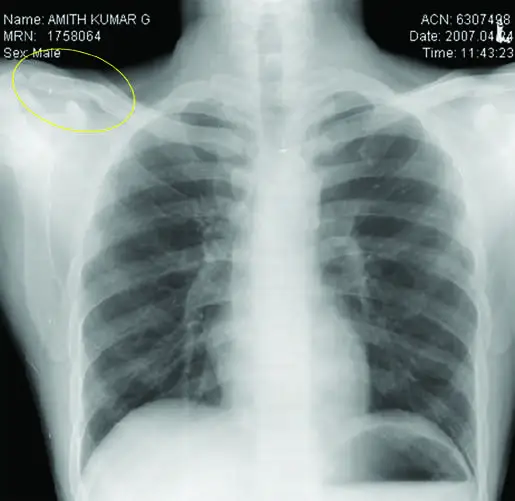 Name: AMITH KUMAR G
MRN: 1758064
Sex: Male
ACN: 6307498
Date: 2007.04.
Time: 11:43:23